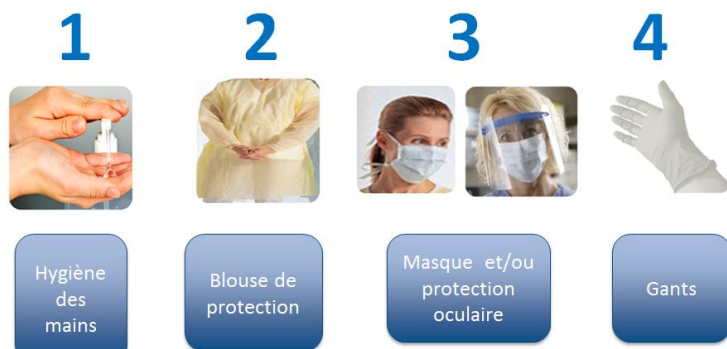 1
2
3
4
Hygiène
des
mains
Blouse de
protection
Masque et/ou
protection
oculaire
Gants